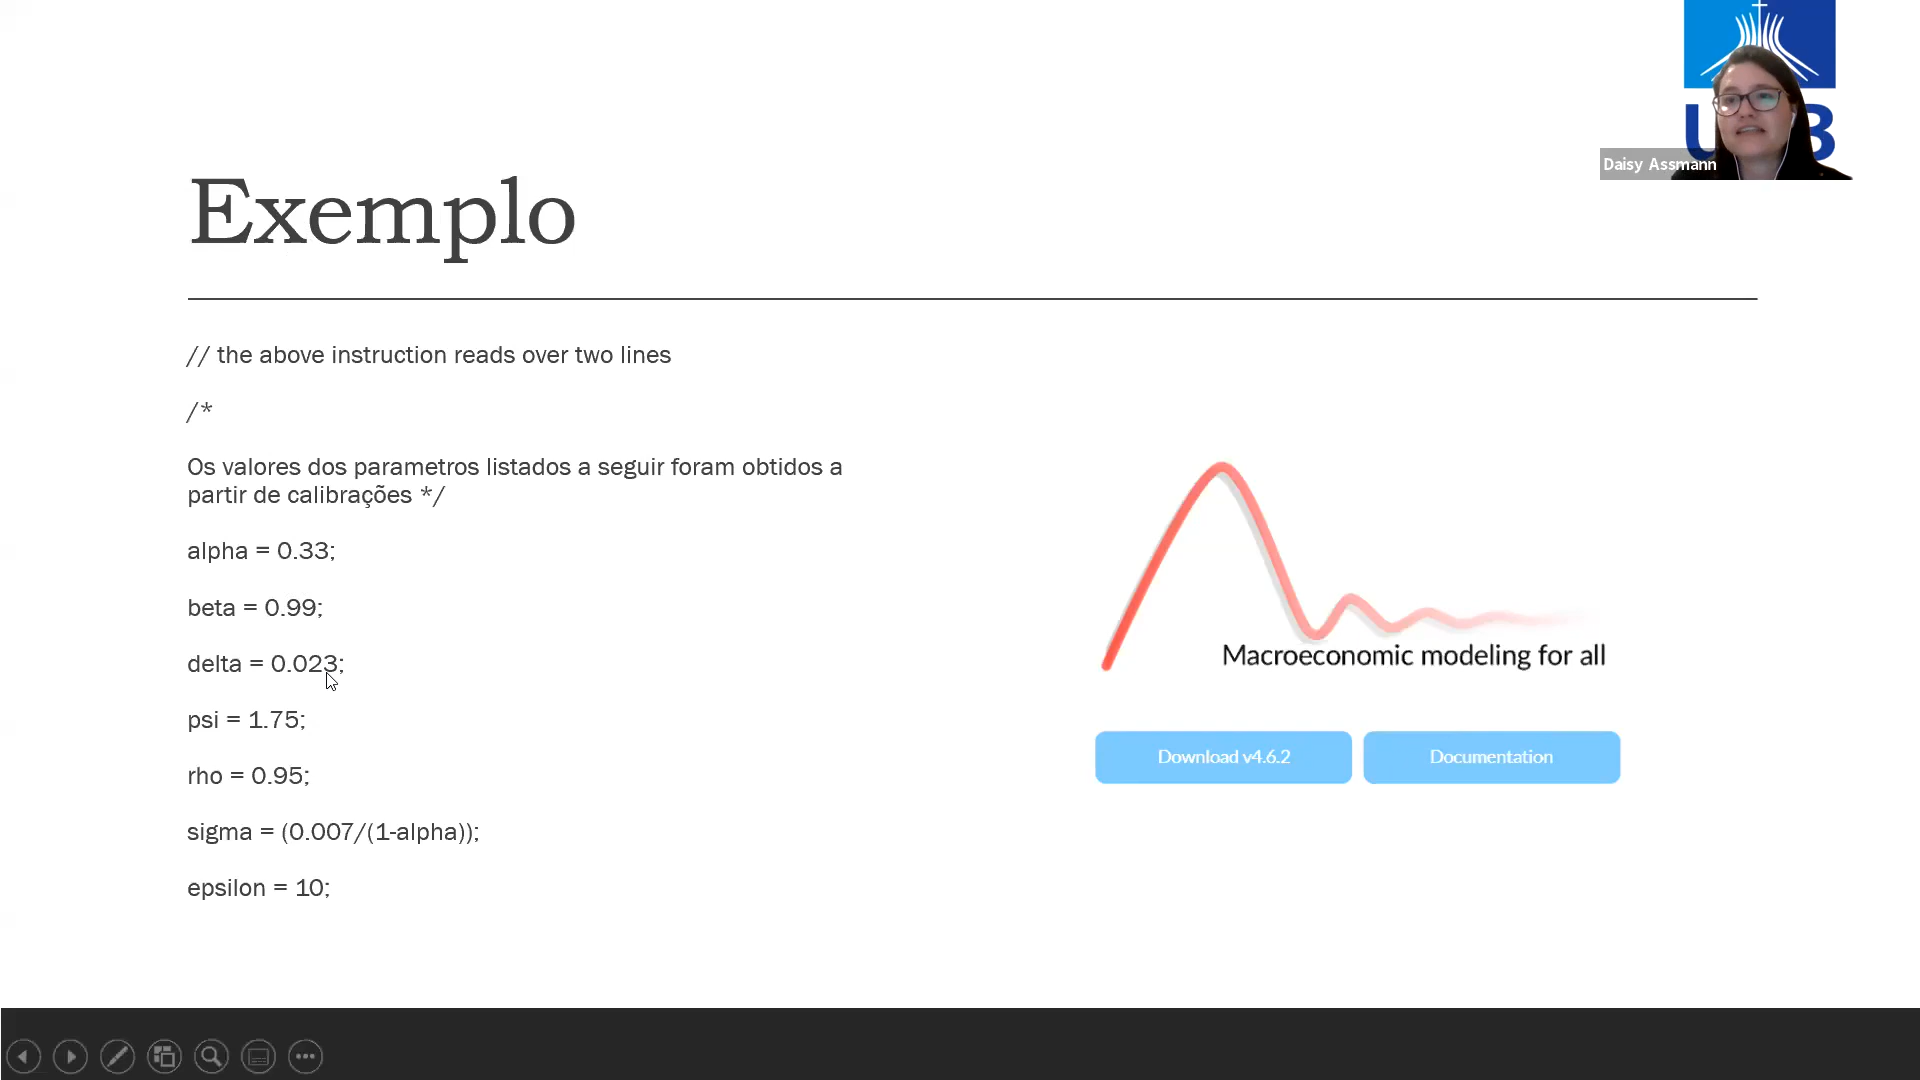 Daisy Assmann
Exemplo
// the above instruction reads over two lines
/*
Os valores dos parametros listados a seguir foram obtidos a
partir de calibrações */
alpha = 0.33;
beta = 0.99;
delta = 0.023;
psi = 1.75;
rho = 0.95;
sigma = (0.007/(1-alpha));
epsilon = 10;
Macroeconomic modeling for all
Download v4.6.2
Documentation